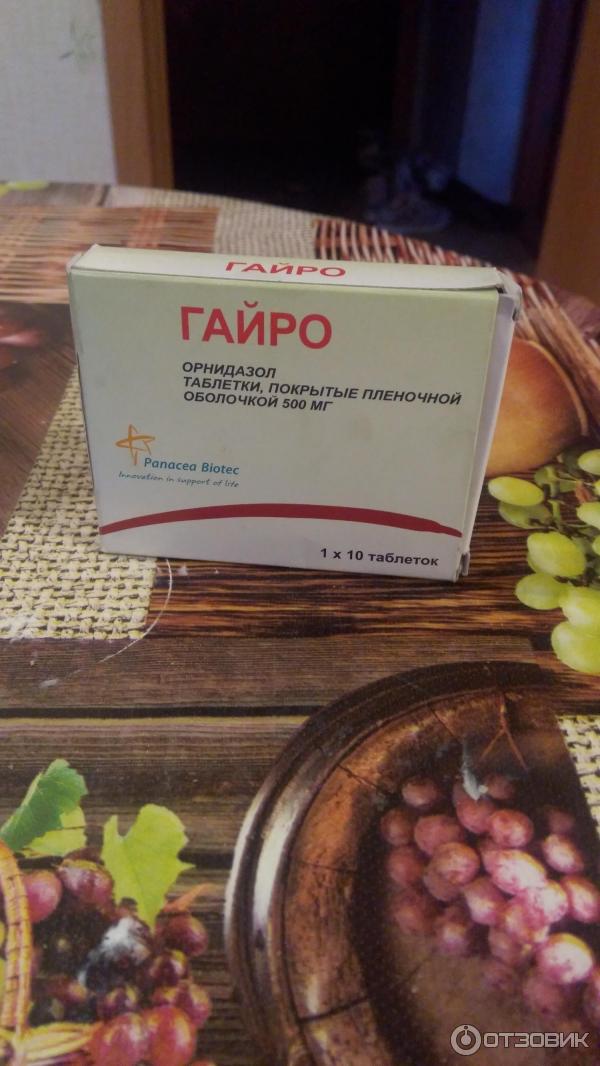 ГАЙРО
ГАЙРО
ОРНИДАЗОЛ
ТАБЛЕТКИ, ПОКРЫТЫЕ ПЛЕНОЧНОЙ
ОБОЛОЧКОЙ 500 МГ
Panacea Biotec
Innovation in support of life
1 x 10 таблеток
ОТЗОВИК